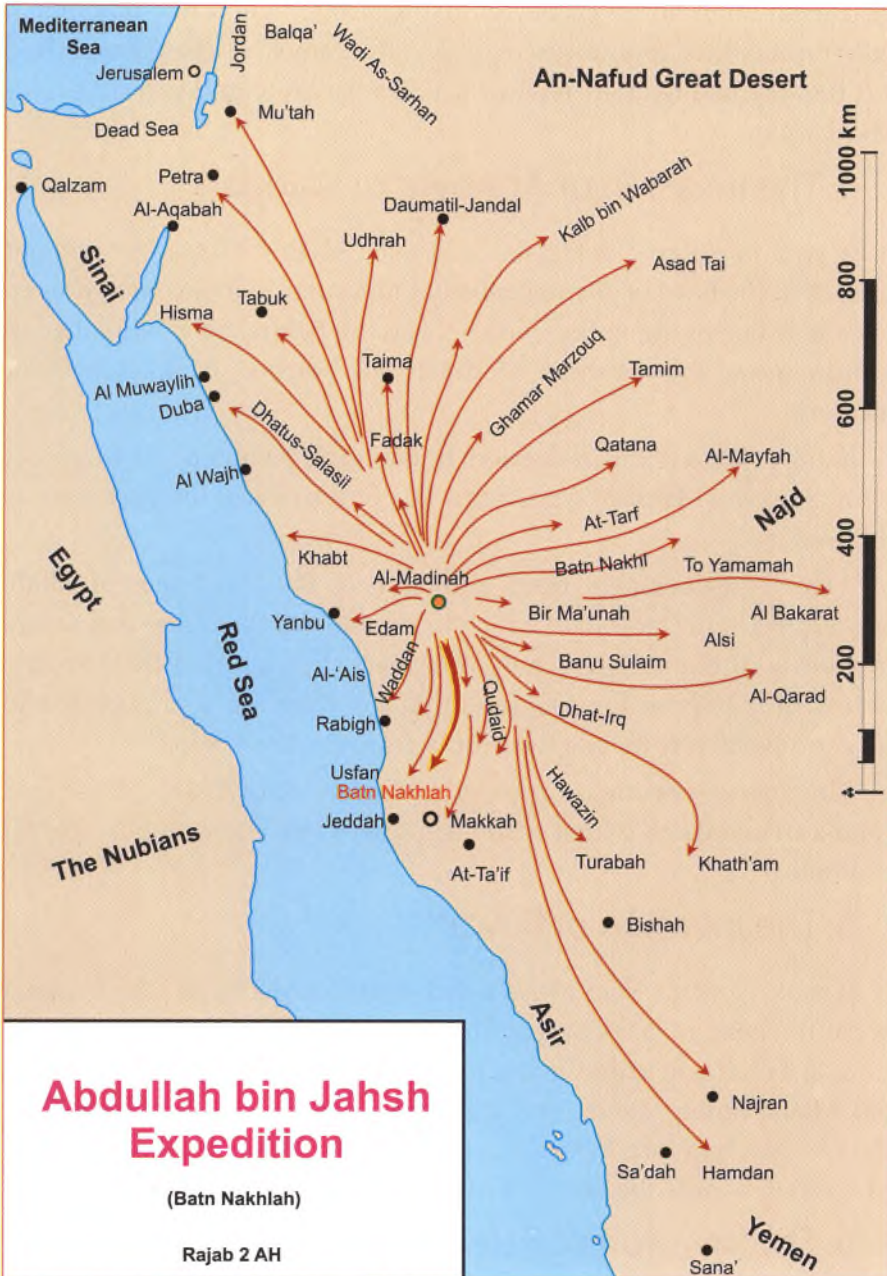 Mediterranean
Sea
Jordan
Balqa’
Wadi As-Sarhan
An-Nafud Great Desert
Jerusalem
Dead Sea
Mu’tah
1000 km
Qalzam
Petra
Al-Aqabah
Daumatil-Jandal
Kalb bin Wabarah
Udhrah
Asad Tai
Sinai
800
Hisma
Tabuk
Al Muwaylih
Duba
Taima
Ghamar Marzouq
Tamim
600
Dhatus-Salasil
Fadak
Qatana
Al-Mayfah
Al Wajh
At-Tarf
Najd
Egypt
Khabt
Al-Madinah
Batn Nakhl
To Yamamah
400
Yanbu
Edam
Bir Ma’unah
Al Bakarat
Red Sea
Al-‘Ais
Waddan
Alsi
Banu Sulaim
200
Al-Qarad
Rabigh
Qudaid
Dhat-Irq
Usfan
Batn Nakhlah
Hawazin
Jeddah
Makkah
The Nubians
At-Ta’if
Turabah
Khath’am
Bishah
Asir
Abdullah bin Jahsh
Expedition
(Batn Nakhlah)
Rajab 2 AH
Najran
Sa’dah
Hamdan
Yemen
Sana’